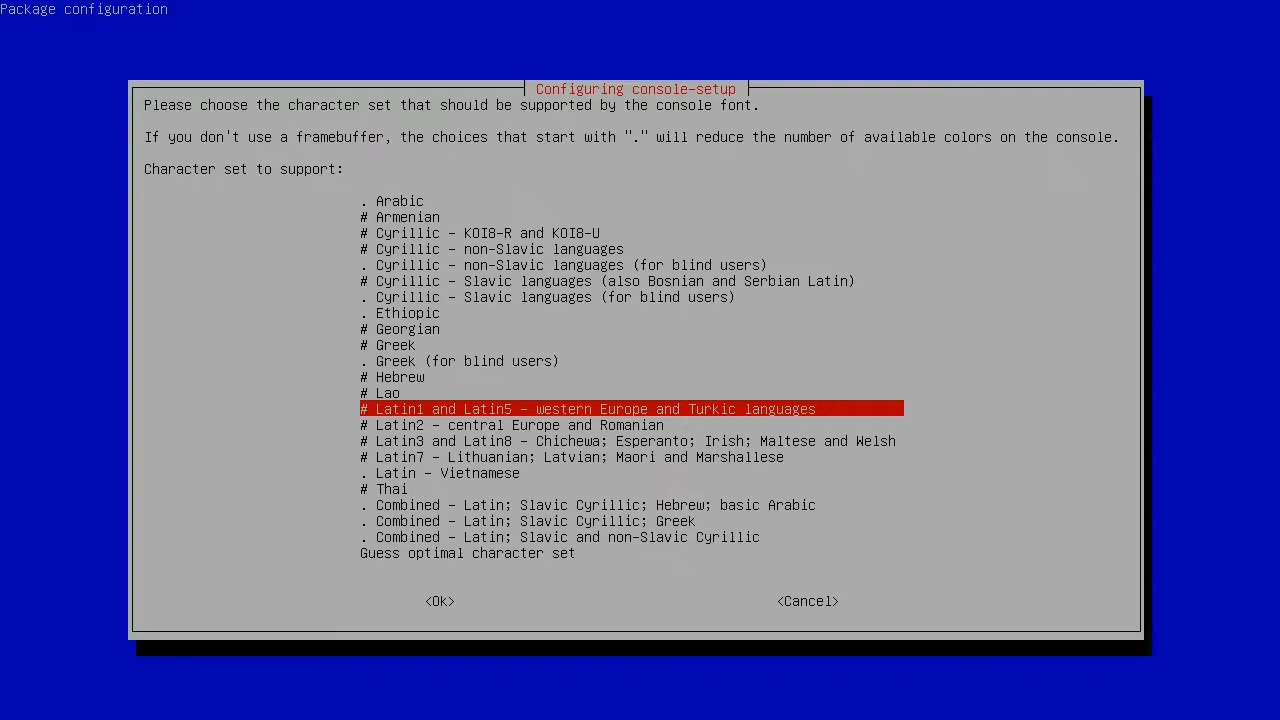 Package configuration
Configuring console-setup
Please choose the character set that should be supported by the console font.
If you don't use a framebuffer, the choices that start with "." will reduce the number of available colors on the console.
Character set to support:
. Arabic
# Armenian
# Cyrillic - KOI8-R and KOI8-U
# Cyrillic - non-Slavic languages
. Cyrillic - non-Slavic languages (for blind users)
# Cyrillic - Slavic languages (also Bosnian and Serbian Latin)
. Cyrillic - Slavic languages (for blind users)
. Ethiopic
# Georgian
# Greek
. Greek (for blind users)
# Hebrew
# Lao
# Latin1 and Latin5 - western Europe and Turkic languages
# Latin2 - central Europe and Romanian
# Latin3 and Latin8 - Chichewa; Esperanto; Irish; Maltese and Welsh
# Latin7 - Lithuanian; Latvian; Maori and Marshallese
. Latin - Vietnamese
# Thai
. Combined - Latin; Slavic Cyrillic; Hebrew; basic Arabic
. Combined - Latin; Slavic Cyrillic; Greek
. Combined - Latin; Slavic and non-Slavic Cyrillic
Guess optimal character set
<Ok> <Cancel>